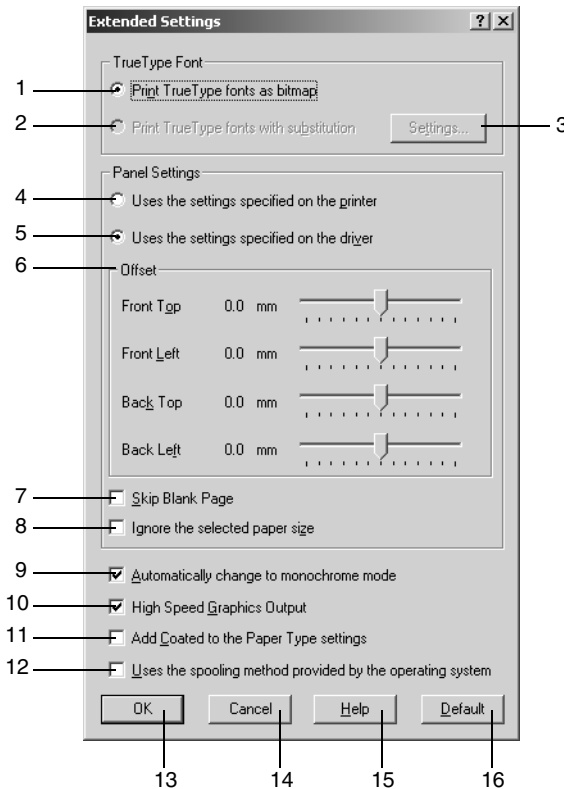 Extended Settings
TrueType Font
1 Print TrueType fonts as bitmap
2 Print TrueType fonts with substitution Settings... 3
Panel Settings
4 Uses the settings specified on the printer
5 Uses the settings specified on the driver
6 Offset
Front Top 0.0 mm
Front Left 0.0 mm
Back Top 0.0 mm
Back Left 0.0 mm
7 Skip Blank Page
8 Ignore the selected paper size
9 Automatically change to monochrome mode
10 High Speed Graphics Output
11 Add Coated to the Paper Type settings
12 Uses the spooling method provided by the operating system
OK Cancel Help Default
13 14 15 16